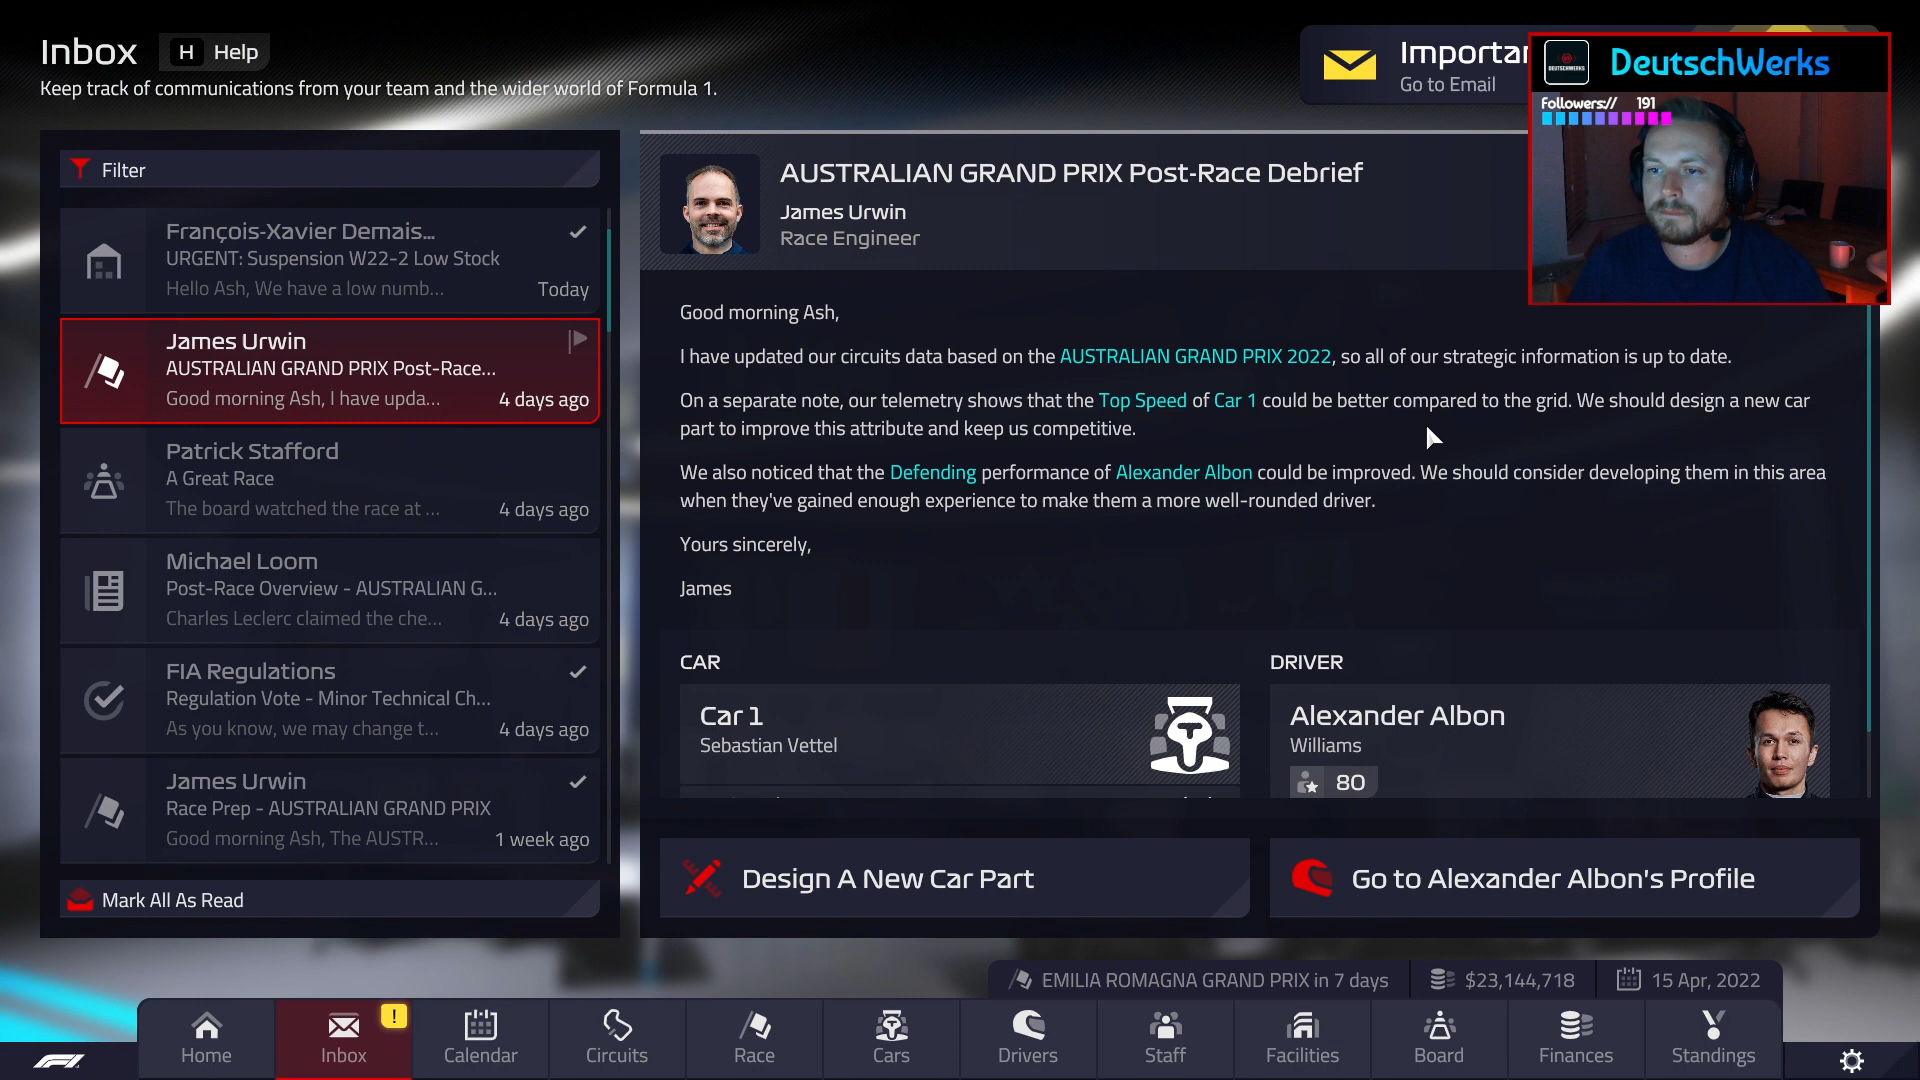 Inbox
H Help
Keep track of communications from your team and the wider world of Formula 1.
Go to Email
DEUTSCHWERKS
DeutschWerks
Followers// 191
Filter
François-Xavier Demais...
URGENT: Suspension W22-2 Low Stock
Hello Ash, We have a low numb...
Today
James Urwin
AUSTRALIAN GRAND PRIX Post-Race...
Good morning Ash, I have upda...
4 days ago
Patrick Stafford
A Great Race
The board watched the race at ...
4 days ago
Michael Loom
Post-Race Overview - AUSTRALIAN G...
Charles Leclerc claimed the che...
4 days ago
FIA Regulations
Regulation Vote - Minor Technical Ch...
As you know, we may change t...
4 days ago
James Urwin
Race Prep - AUSTRALIAN GRAND PRIX
Good morning Ash, The AUSTR...
1 week ago
Mark All As Read
AUSTRALIAN GRAND PRIX Post-Race Debrief
James Urwin
Race Engineer
Good morning Ash,
I have updated our circuits data based on the AUSTRALIAN GRAND PRIX 2022, so all of our strategic information is up to date.
On a separate note, our telemetry shows that the Top Speed of Car 1 could be better compared to the grid. We should design a new car
part to improve this attribute and keep us competitive.
We also noticed that the Defending performance of Alexander Albon could be improved. We should consider developing them in this area
when they've gained enough experience to make them a more well-rounded driver.
Yours sincerely,
James
CAR
Car 1
Sebastian Vettel
DRIVER
Alexander Albon
Williams
80
Design A New Car Part
Go to Alexander Albon's Profile
EMILIA ROMAGNA GRAND PRIX in 7 days
$23,144,718
15 Apr, 2022
Home
Inbox
!
Calendar
Circuits
Race
Cars
Drivers
Staff
Facilities
Board
Finances
Standings